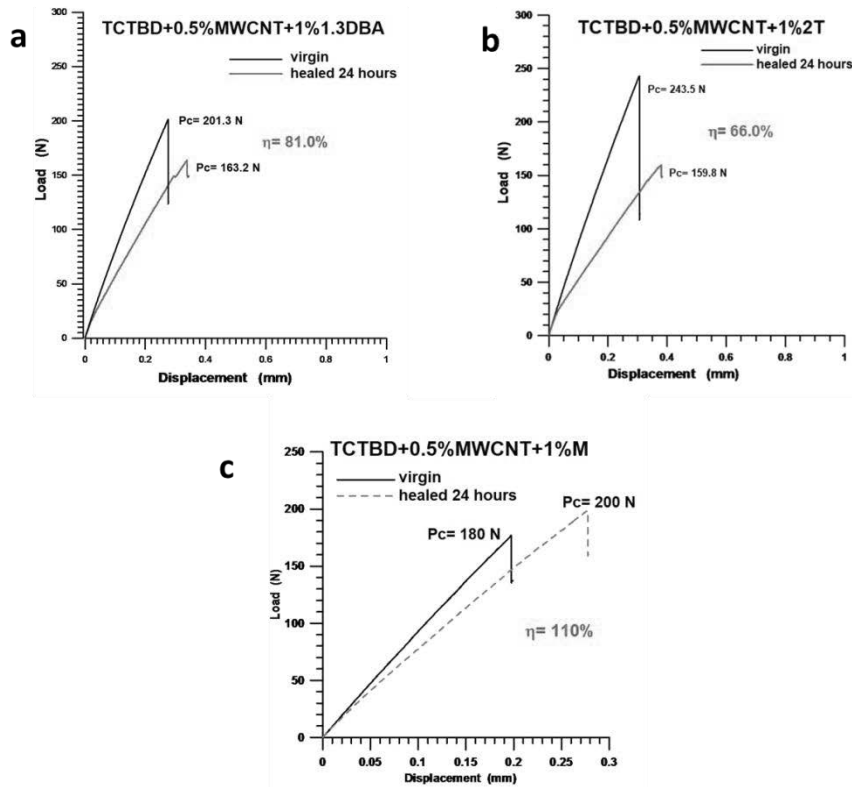 a
TCTBD+0.5%MWCNT+1%1.3DBA
virgin
healed 24 hours
Pc= 201.3 N
η= 81.0%
Pc= 163.2 N
Load (N)
300
250
200
150
100
50
0
0
0.2
0.4
0.6
0.8
1
Displacement (mm)
b
TCTBD+0.5%MWCNT+1%2T
virgin
healed 24 hours
Pc= 243.5 N
η= 66.0%
Pc= 159.8 N
Load (N)
300
250
200
150
100
50
0
0
0.2
0.4
0.6
0.8
1
Displacement (mm)
c
TCTBD+0.5%MWCNT+1%M
virgin
healed 24 hours
Pc= 200 N
Pc= 180 N
η= 110%
Load (N)
250
200
150
100
50
0
0
0.05
0.1
0.15
0.2
0.25
0.3
Displacement (mm)